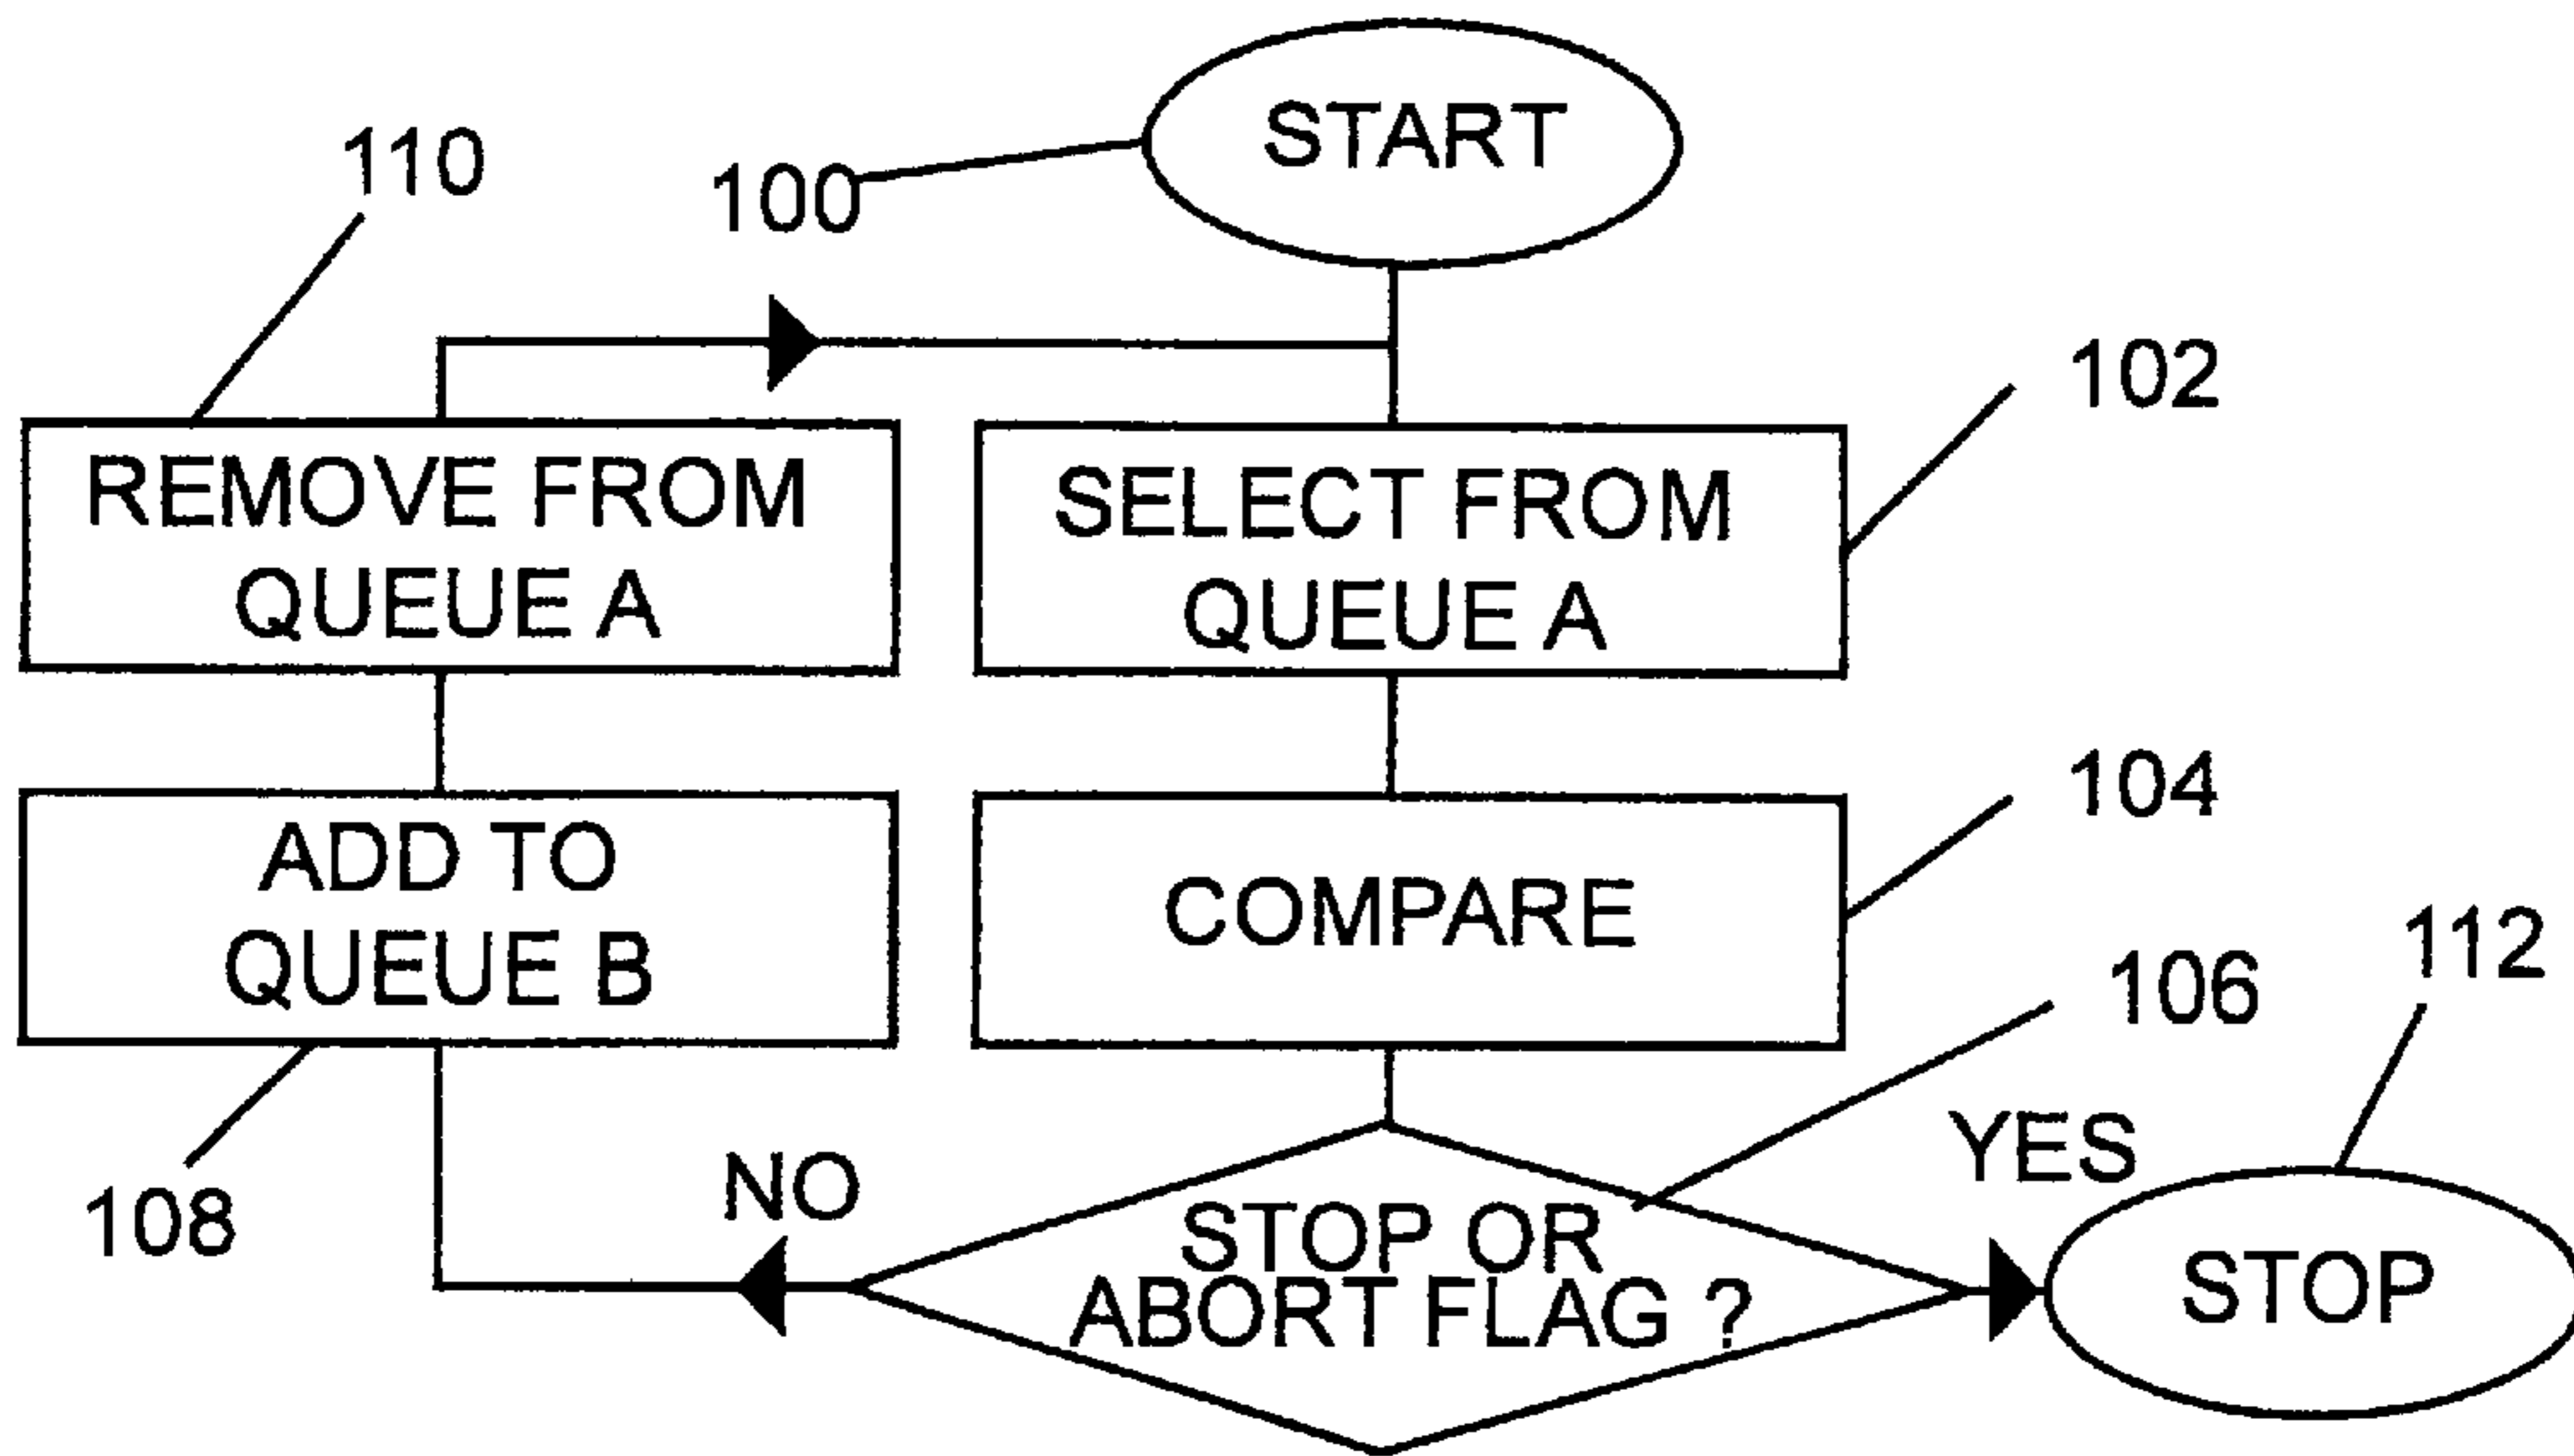 START
110
100
102
REMOVE FROM
QUEUE A
SELECT FROM
QUEUE A
104
ADD TO
QUEUE B
COMPARE
112
106
YES
NO
108
STOP OR
ABORT FLAG ?
STOP